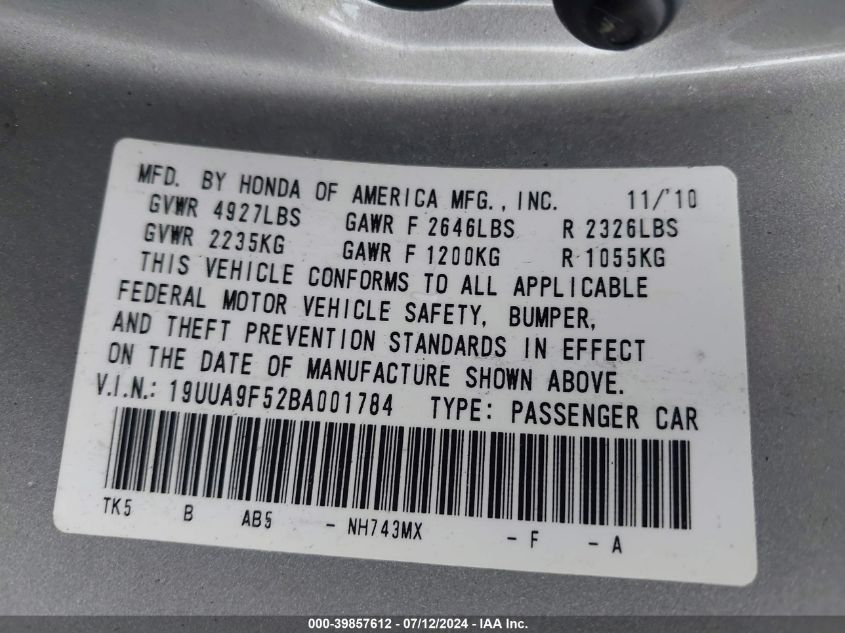 MFD. BY HONDA OF AMERICA MFG., INC. 11/'10
GVWR 4927LBS GAWR F 2646LBS R 2326LBS
GVWR 2235KG GAWR F 1200KG R 1055KG
THIS VEHICLE CONFORMS TO ALL APPLICABLE
FEDERAL MOTOR VEHICLE SAFETY, BUMPER,
AND THEFT PREVENTION STANDARDS IN EFFECT
ON THE DATE OF MANUFACTURE SHOWN ABOVE.
V.I.N.: 19UUA9F52BA001784 TYPE: PASSENGER CAR
TK5 B AB5 - NH743MX - F - A
000-39857612 / 07/12/2024 - IAA Inc.